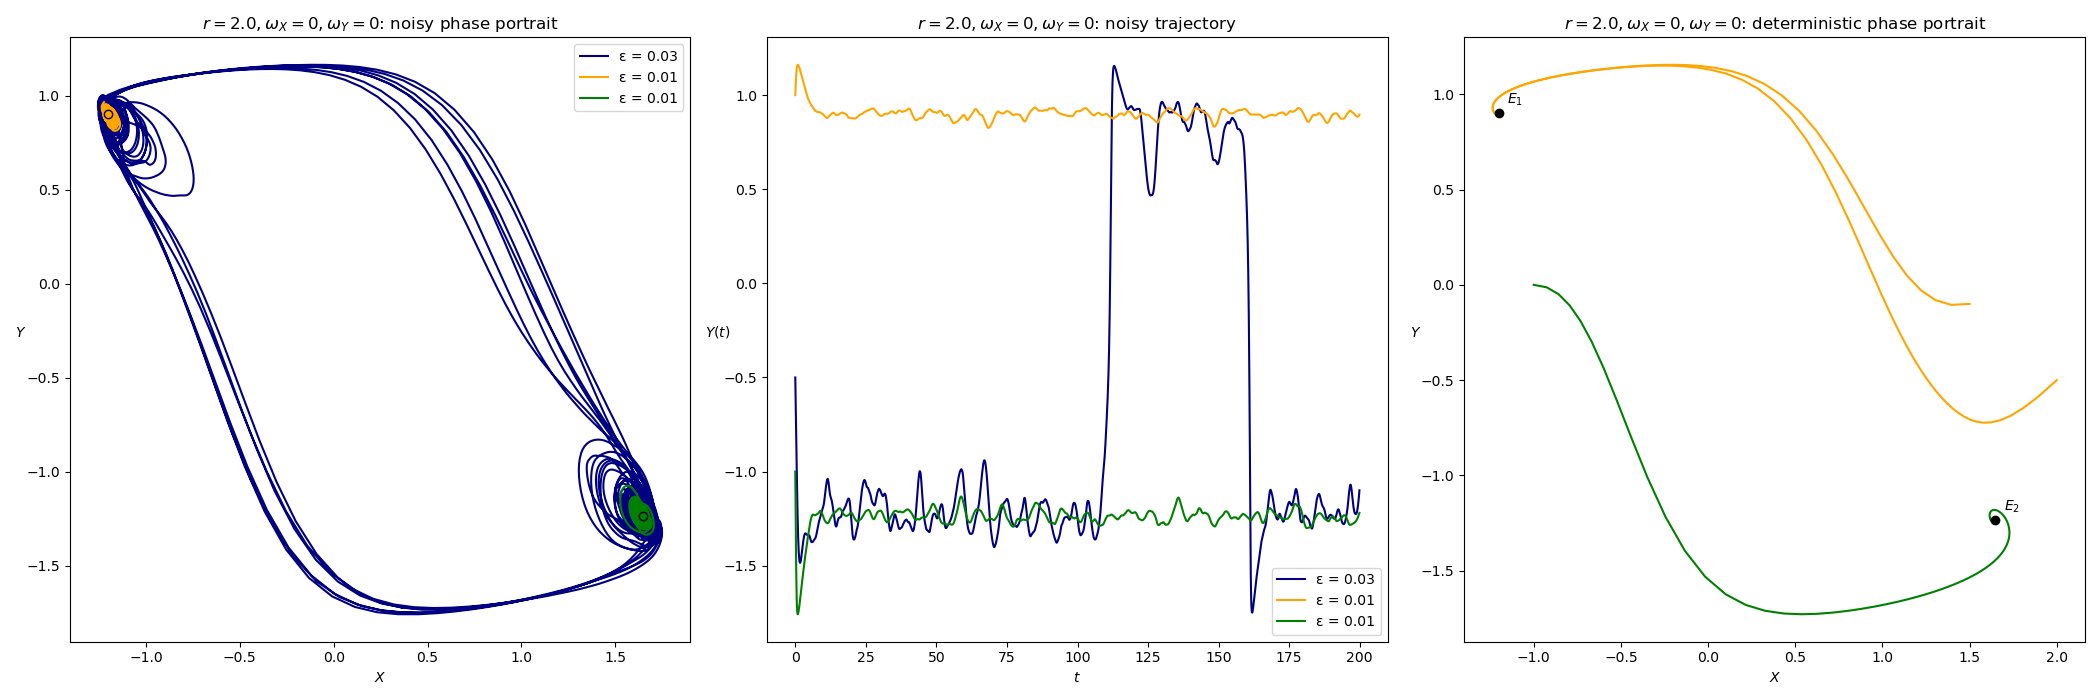 r = 2.0, ω_X = 0, ω_Y = 0: noisy phase portrait
ε = 0.03
ε = 0.01
ε = 0.01
1.0
0.5
0.0
−0.5
−1.0
−1.5
Y
−1.0
−0.5
0.0
0.5
1.0
1.5
X
r = 2.0, ω_X = 0, ω_Y = 0: noisy trajectory
1.0
0.5
0.0
−0.5
−1.0
−1.5
Y(t)
ε = 0.03
ε = 0.01
ε = 0.01
0
25
50
75
100
125
150
175
200
t
r = 2.0, ω_X = 0, ω_Y = 0: deterministic phase portrait
E_1
E_2
1.0
0.5
0.0
−0.5
−1.0
−1.5
Y
−1.0
−0.5
0.0
0.5
1.0
1.5
2.0
X